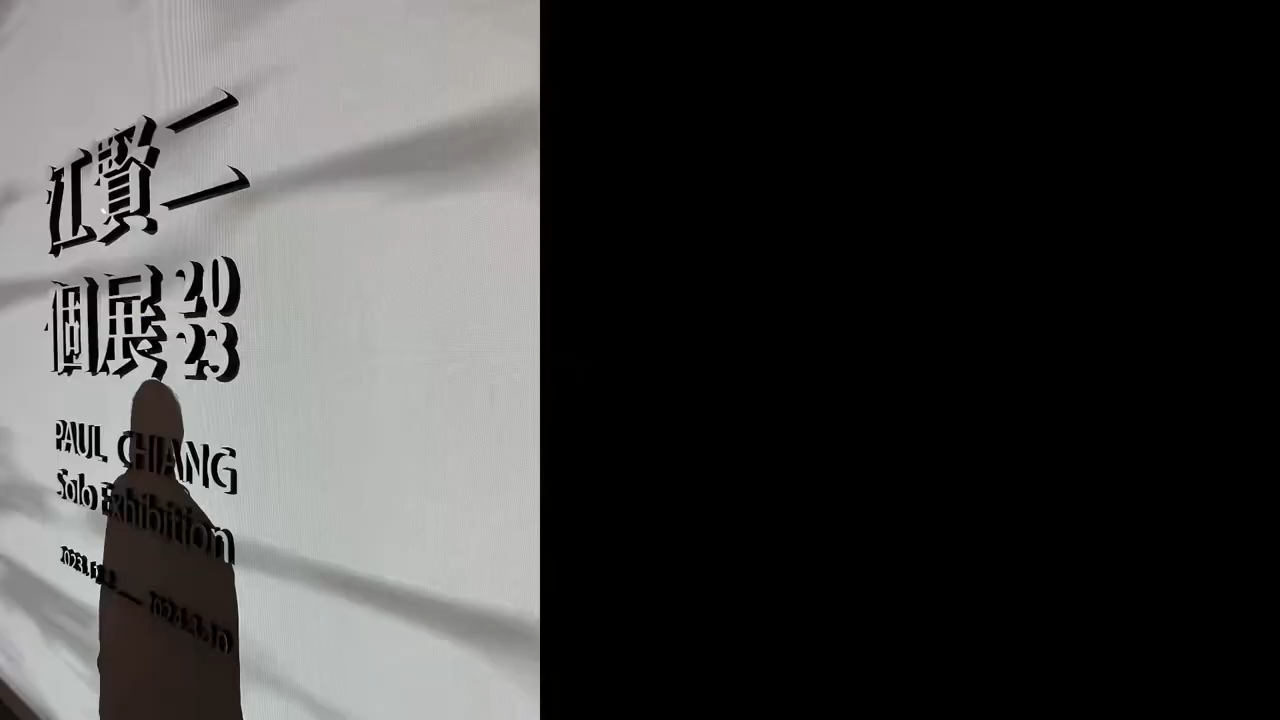 江賢二
個展 2023
PAUL CHIANG
Solo Exhibition